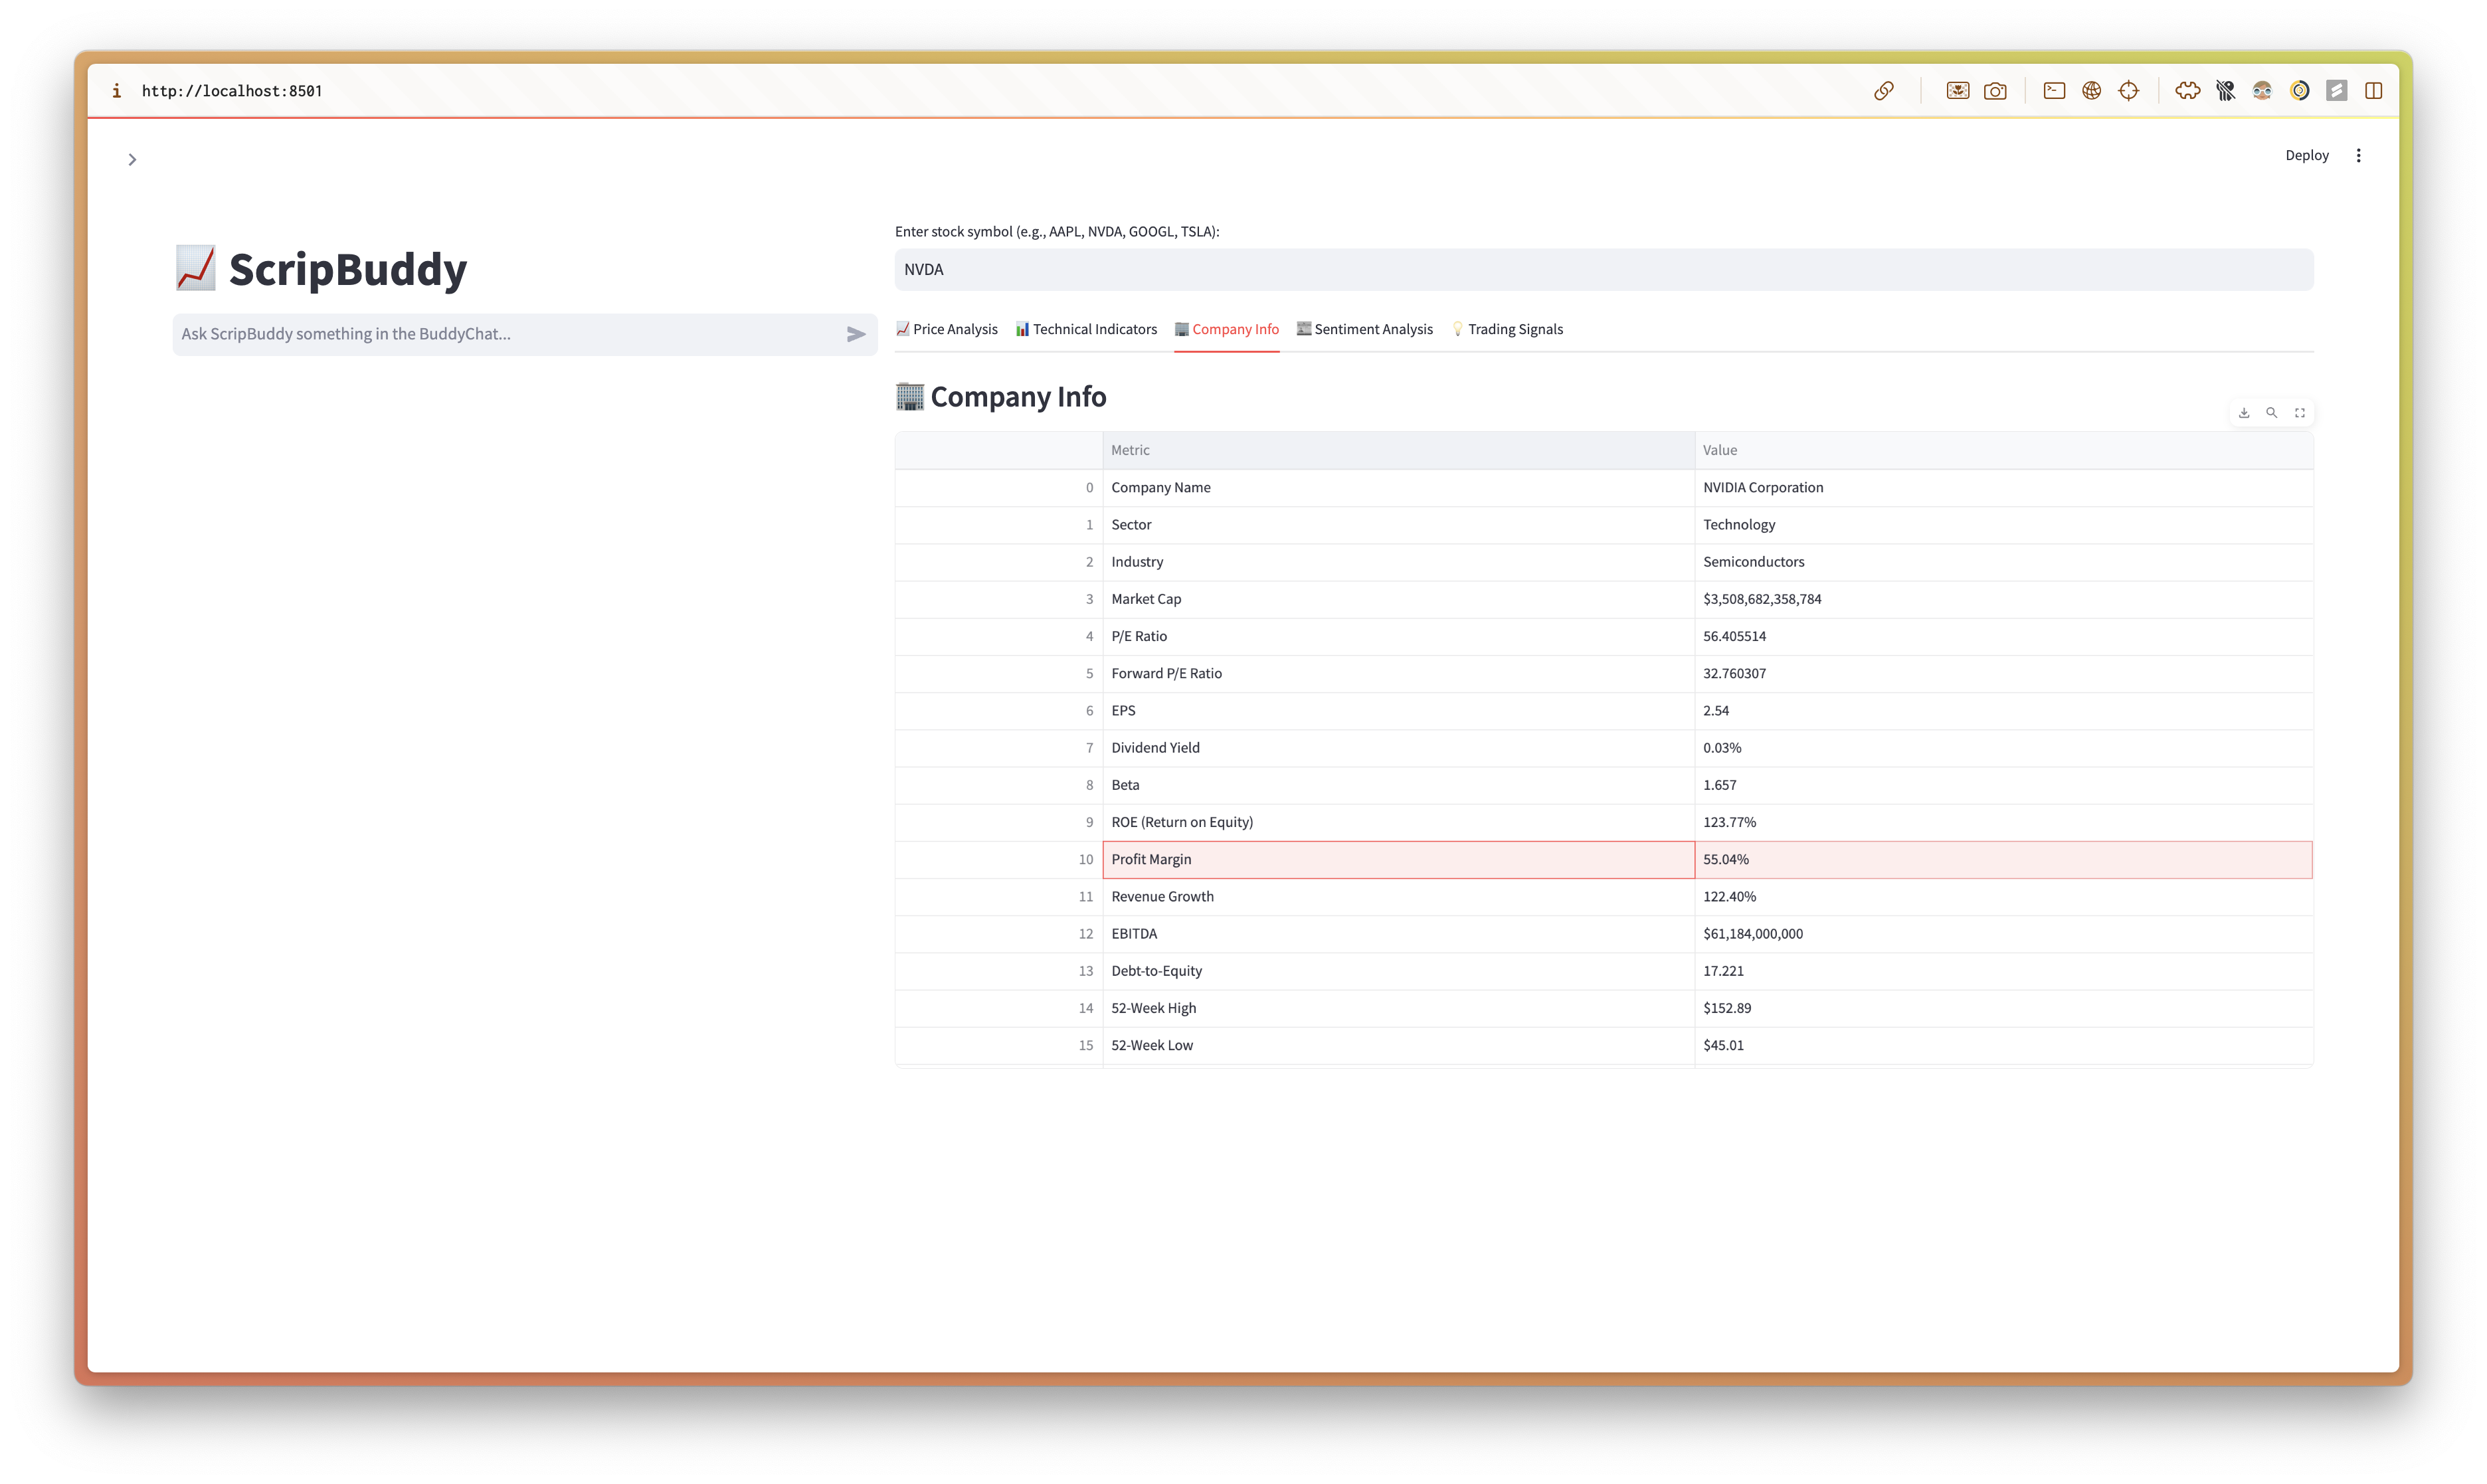 i http://localhost:8501
Deploy
ScripBuddy
Ask ScripBuddy something in the BuddyChat...
Enter stock symbol (e.g., AAPL, NVDA, GOOGL, TSLA):
NVDA
Price Analysis Technical Indicators Company Info Sentiment Analysis Trading Signals
Company Info
Metric Value
0 Company Name NVIDIA Corporation
1 Sector Technology
2 Industry Semiconductors
3 Market Cap $3,508,682,358,784
4 P/E Ratio 56.405514
5 Forward P/E Ratio 32.760307
6 EPS 2.54
7 Dividend Yield 0.03%
8 Beta 1.657
9 ROE (Return on Equity) 123.77%
10 Profit Margin 55.04%
11 Revenue Growth 122.40%
12 EBITDA $61,184,000,000
13 Debt-to-Equity 17.221
14 52-Week High $152.89
15 52-Week Low $45.01